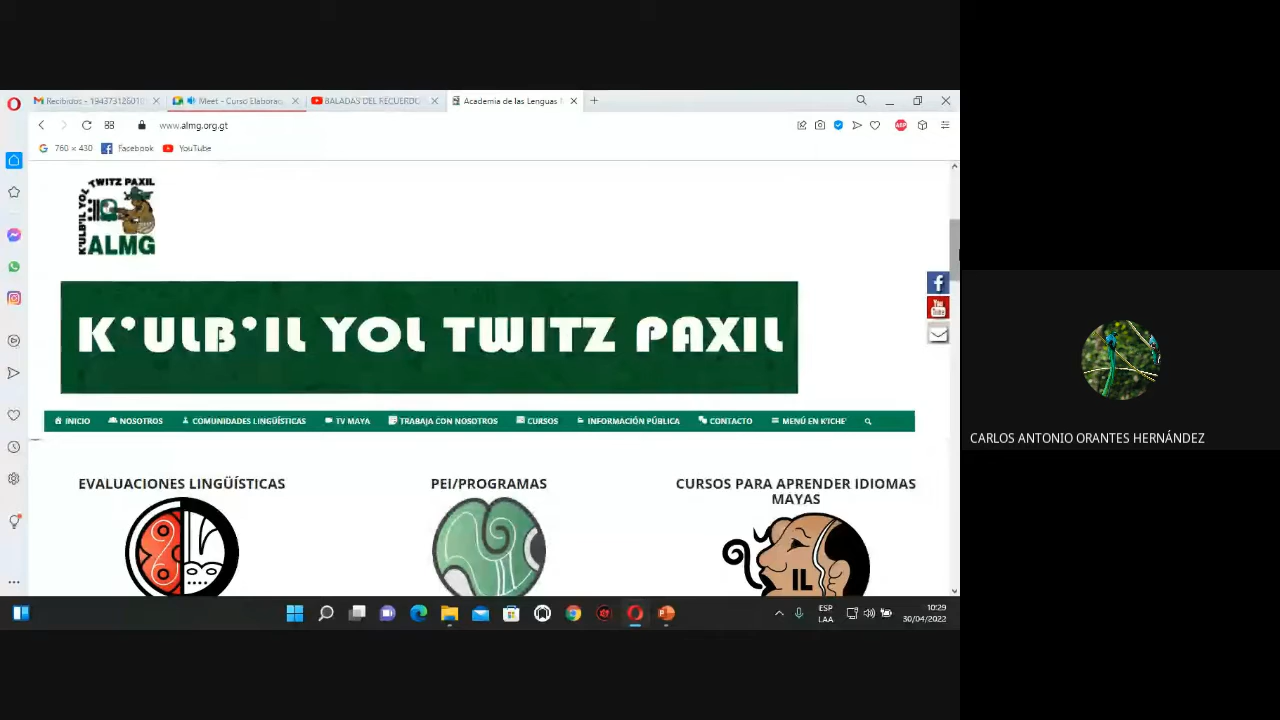 Recibidos - 19437312601
Meet - Curso Elaborac
BALADAS DEL RECUERDO
Academia de las Lenguas
www.almg.org.gt
760 × 430
Facebook
YouTube
K'ULB'IL YOL TWITZ PAXIL
ALMG
K'ULB'IL YOL TWITZ PAXIL
You Tube
INICIO
NOSOTROS
COMUNIDADES LINGÜÍSTICAS
TV MAYA
TRABAJA CON NOSOTROS
CURSOS
INFORMACIÓN PÚBLICA
CONTACTO
MENÚ EN K'ICHE'
EVALUACIONES LINGÜÍSTICAS
PEI/PROGRAMAS
CURSOS PARA APRENDER IDIOMAS
MAYAS
IL
CARLOS ANTONIO ORANTES HERNÁNDEZ
ESP
LAA
10:29
30/04/2022